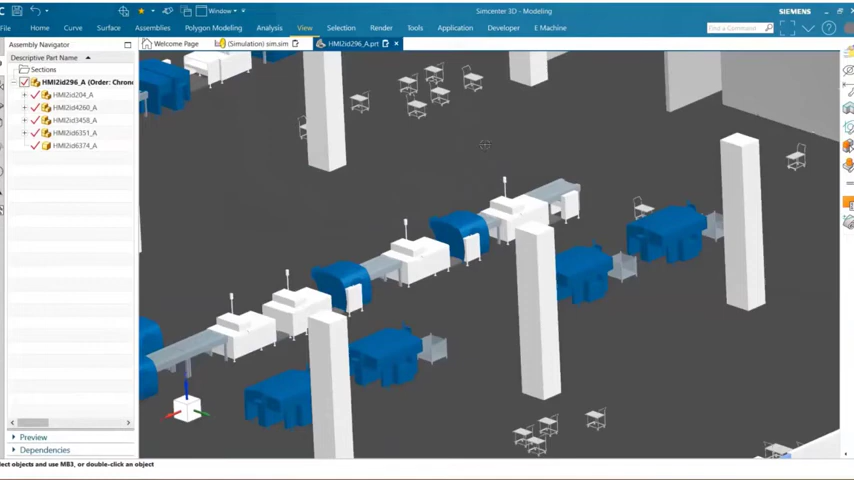 Window
Simcenter 3D - Modeling
SIEMENS
File Home Curve Surface Assemblies Polygon Modeling Analysis View Selection Render Tools Application Developer E Machine
Find a Command
Assembly Navigator
Welcome Page (Simulation) sim.sim HMI2id296_A.prt
Descriptive Part Name
Sections
HMI2id296_A (Order: Chrono
HMI2id204_A
HMI2id4260_A
HMI2id3458_A
HMI2id6351_A
HMI2id6374_A
Preview
Dependencies
lect objects and use MB3, or double-click an object